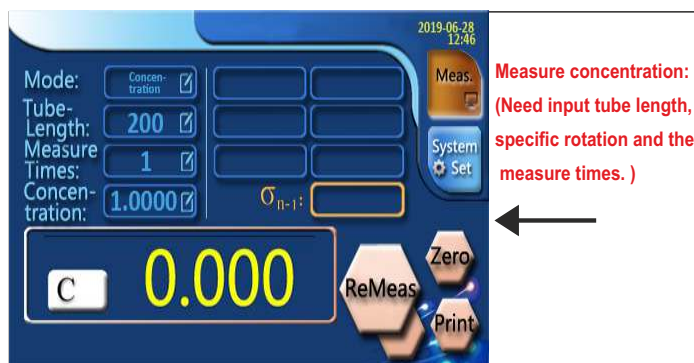 2019-06-28
12:46
Mode:
Concen-
tration
Tube-
Length:
200
Measure
Times:
1
Concen-
tration:
1.0000
σn-1:
Meas.
System
Set
C
0.000
ReMeas
Zero
Print
Measure concentration:
(Need input tube length,
specific rotation and the
measure times. )